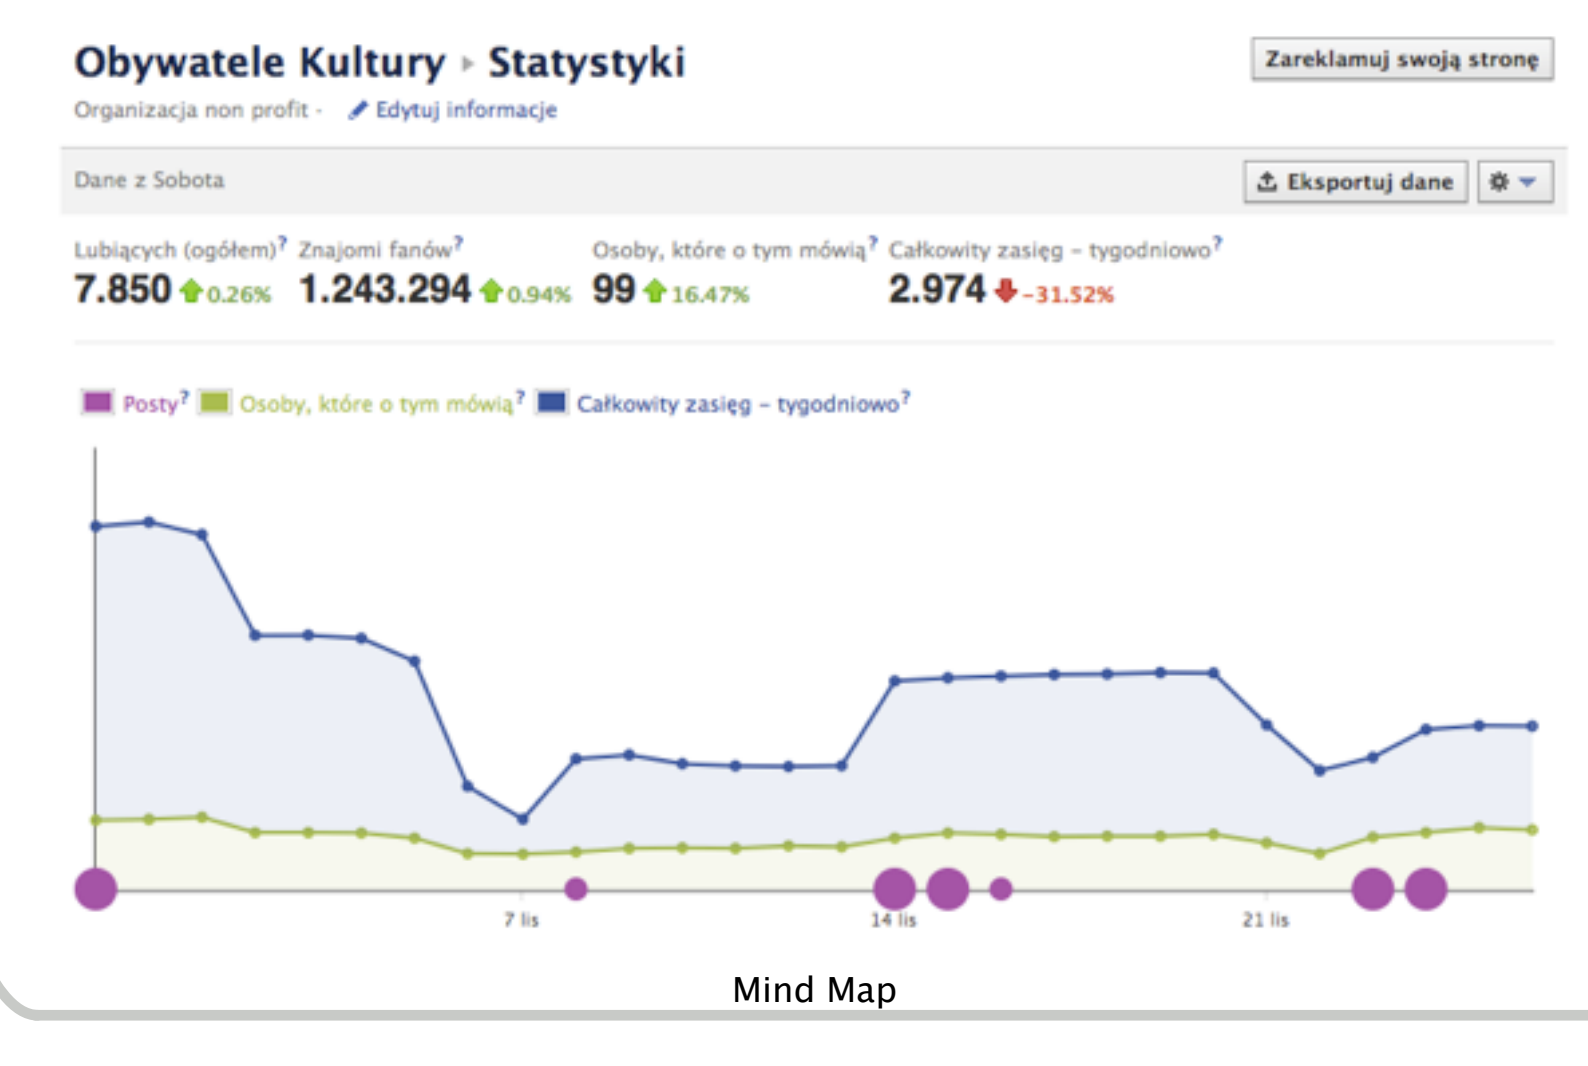 Obywatele Kultury ▸ Statystyki
Zareklamuj swoją stronę
Organizacja non profit - Edytuj informacje
Dane z Sobota
Eksportuj dane
Lubiących (ogółem)? Znajomi fanów? Osoby, które o tym mówią? Całkowity zasięg – tygodniowo?
7.850 0.26% 1.243.294 0.94% 99 16.47% 2.974 -31.52%
Posty? Osoby, które o tym mówią? Całkowity zasięg – tygodniowo?
7 lis 14 lis 21 lis
Mind Map